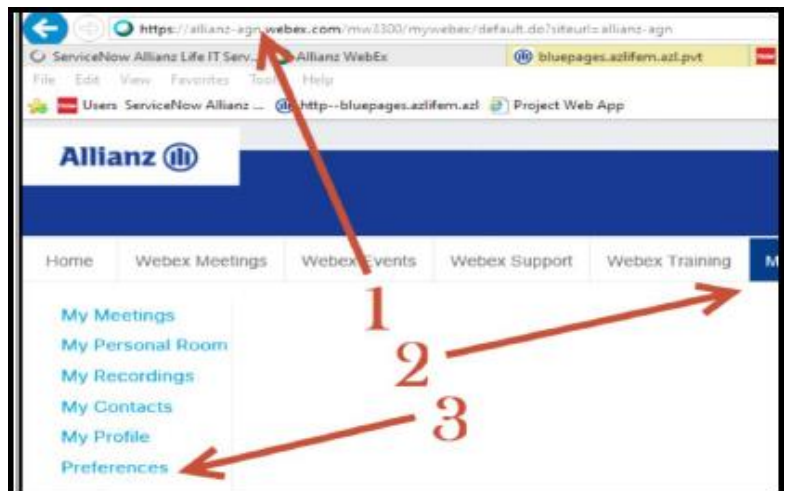 https://allianz-agn.webex.com/mw3300/mywebex/default.do?siteurl=allianz-agn
ServiceNow Allianz Life IT Serv... Allianz WebEx bluepages.azlifem.azl.pvt
File Edit View Favorites Tools Help
Users ServiceNow Allianz ... http--bluepages.azlifem.azl Project Web App
Allianz
Home Webex Meetings Webex Events Webex Support Webex Training M
My Meetings
My Personal Room
My Recordings
My Contacts
My Profile
Preferences
1
2
3